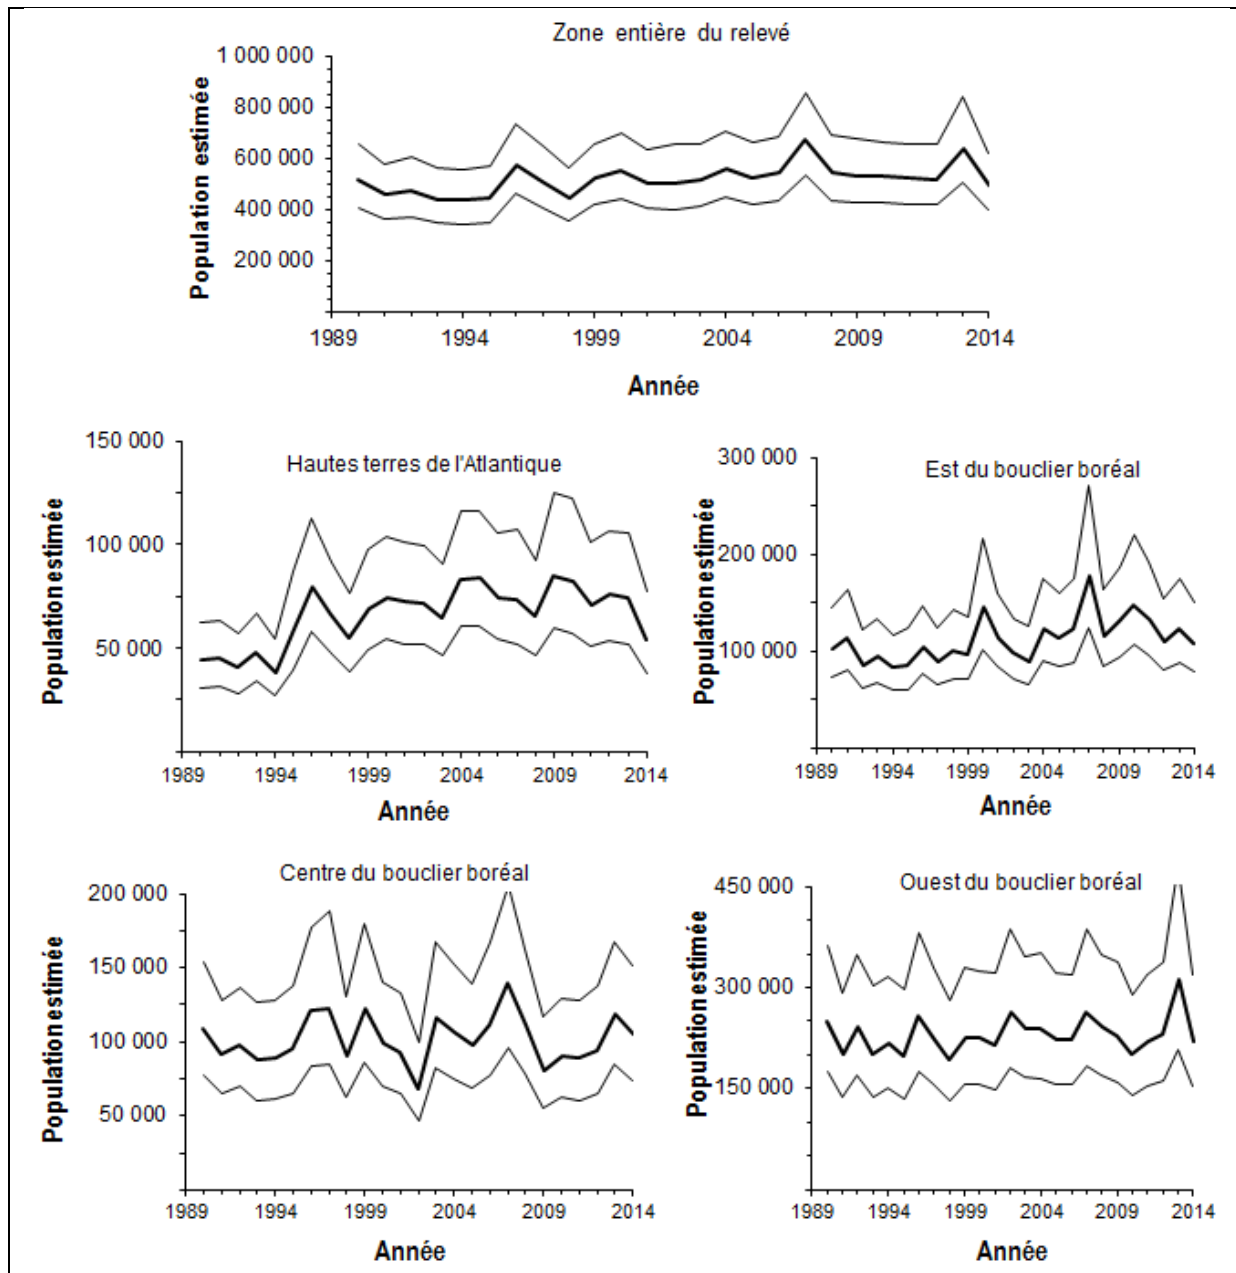 Zone entière du relevé
Population estimée
1 000 000
800 000
600 000
400 000
200 000
1989
1994
1999
2004
2009
2014
Année
Hautes terres de l'Atlantique
Population estimée
150 000
100 000
50 000
1989
1994
1999
2004
2009
2014
Année
Est du bouclier boréal
Population estimée
300 000
200 000
100 000
1989
1994
1999
2004
2009
2014
Année
Centre du bouclier boréal
Population estimée
200 000
150 000
100 000
50 000
1989
1994
1999
2004
2009
2014
Année
Ouest du bouclier boréal
Population estimée
450 000
300 000
150 000
1989
1994
1999
2004
2009
2014
Année